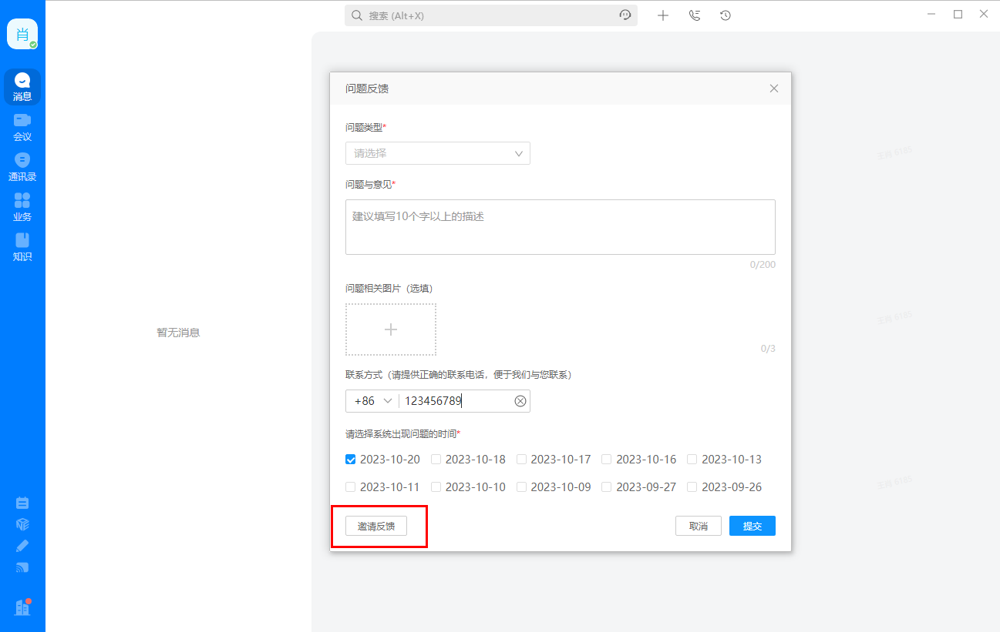 搜索 (Alt+X)
肖
消息
会议
通讯录
业务
知识
暂无消息
问题反馈
问题类型*
请选择
问题与意见*
建议填写10个字以上的描述
0/200
问题相关图片（选填）
0/3
联系方式（请提供正确的联系电话，便于我们与您联系）
+86 123456789
请选择系统出现问题的时间*
2023-10-20 2023-10-18 2023-10-17 2023-10-16 2023-10-13
2023-10-11 2023-10-10 2023-10-09 2023-09-27 2023-09-26
邀请反馈 取消 提交